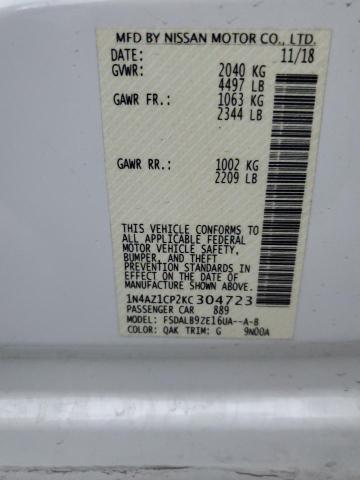 MFD BY NISSAN MOTOR CO., LTD.
DATE: 11/18
GVWR: 2040 KG
4497 LB
GAWR FR.: 1063 KG
2344 LB
GAWR RR.: 1002 KG
2209 LB
THIS VEHICLE CONFORMS TO
ALL APPLICABLE FEDERAL
MOTOR VEHICLE SAFETY,
BUMPER, AND THEFT
PREVENTION STANDARDS
IN EFFECT ON THE DATE OF
MANUFACTURE SHOWN ABOVE.
1N4AZ1CP2KC304723
PASSENGER CAR 889
MODEL: FSDALB9ZE16UA--A-B
COLOR: QAK TRIM: G 9N00A